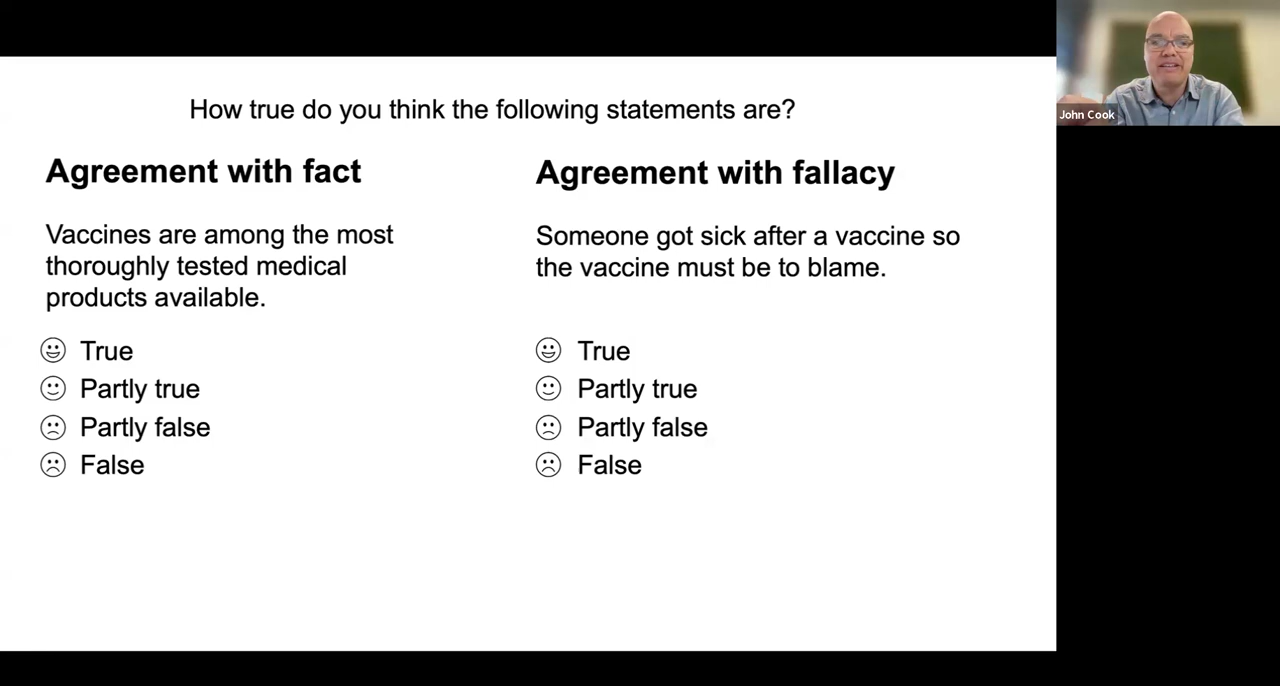 How true do you think the following statements are?
Agreement with fact
Vaccines are among the most
thoroughly tested medical
products available.
True
Partly true
Partly false
False
Agreement with fallacy
Someone got sick after a vaccine so
the vaccine must be to blame.
True
Partly true
Partly false
False
John Cook